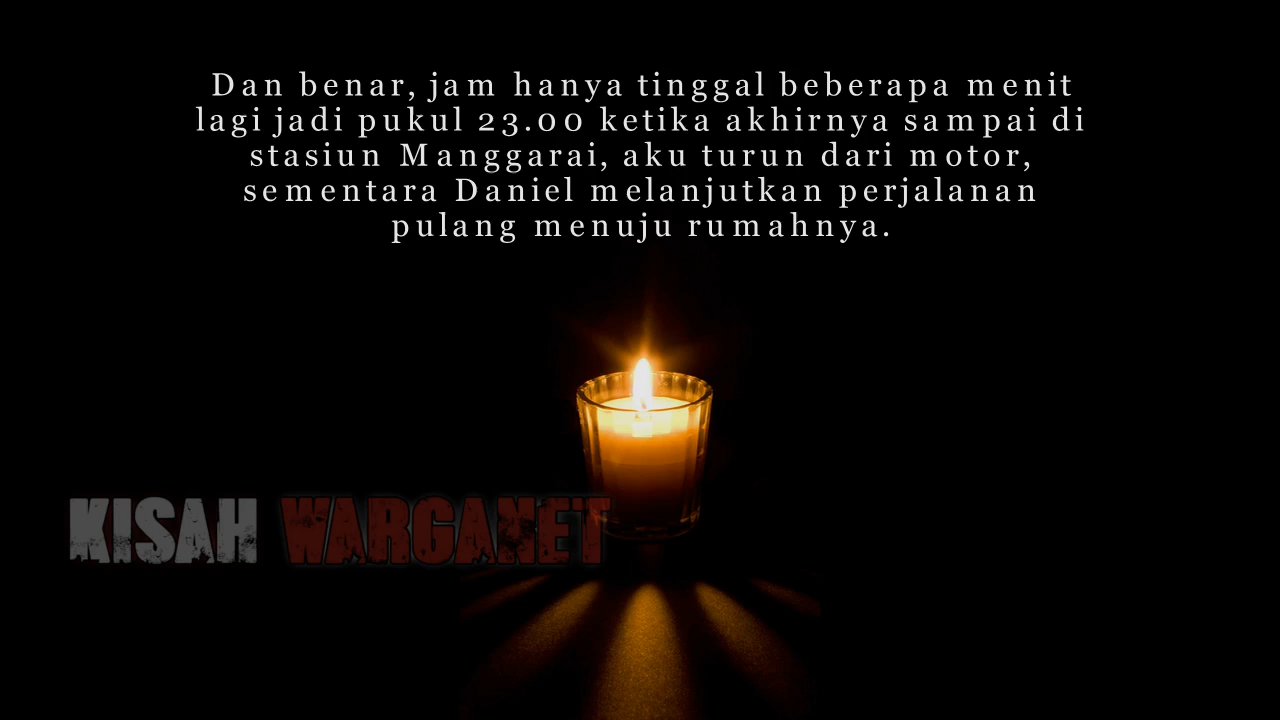 Dan benar, jam hanya tinggal beberapa menit
lagi jadi pukul 23.00 ketika akhirnya sampai di
stasiun Manggarai, aku turun dari motor,
sementara Daniel melanjutkan perjalanan
pulang menuju rumahnya.
KISAH WARGANET